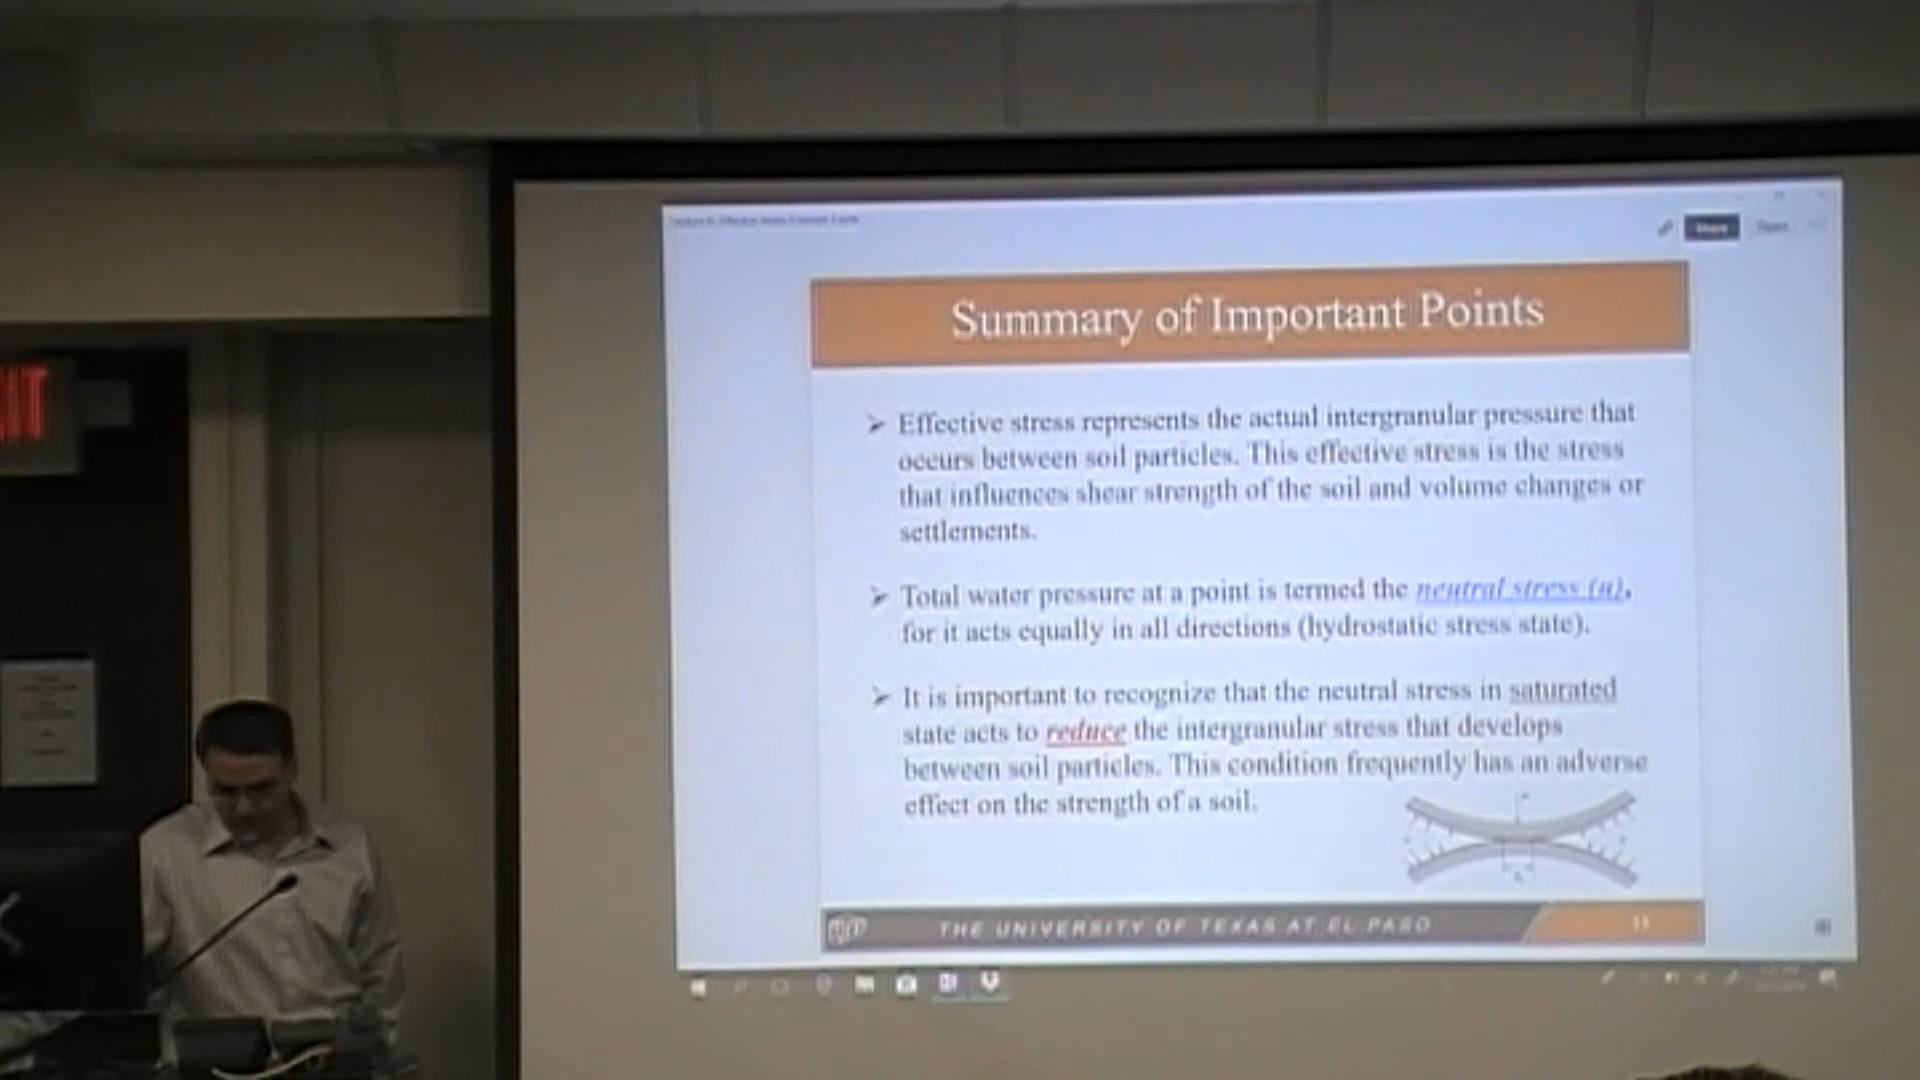 Share
Open
Summary of Important Points
➢ Effective stress represents the actual intergranular pressure that
occurs between soil particles. This effective stress is the stress
that influences shear strength of the soil and volume changes or
settlements.
➢ Total water pressure at a point is termed the neutral stress (u),
for it acts equally in all directions (hydrostatic stress state).
➢ It is important to recognize that the neutral stress in saturated
state acts to reduce the intergranular stress that develops
between soil particles. This condition frequently has an adverse
effect on the strength of a soil.
THE UNIVERSITY OF TEXAS AT EL PASO